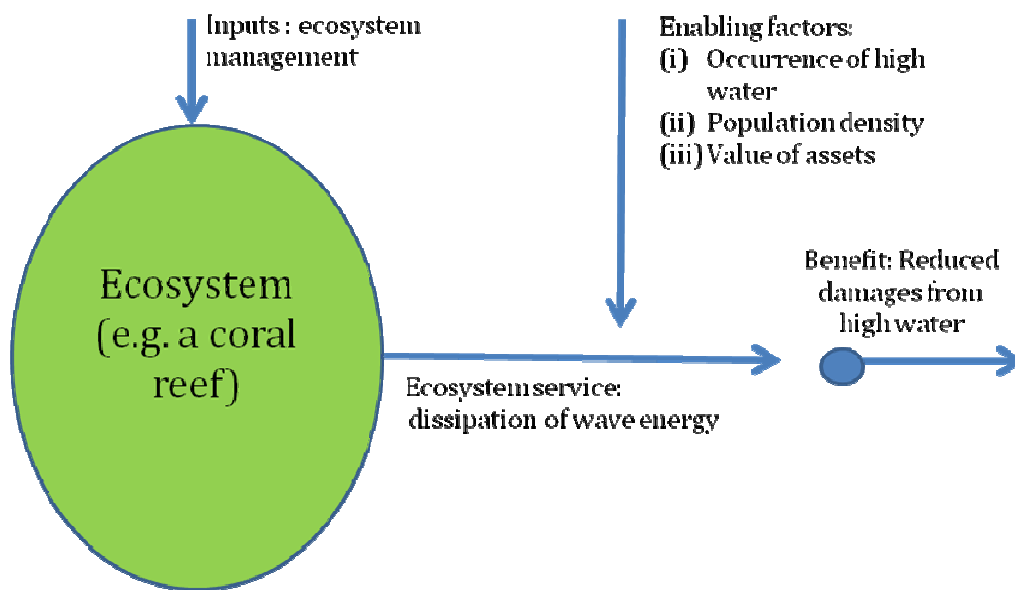 Inputs : ecosystem
management
Enabling factors:
(i) Occurrence of high
water
(ii) Population density
(iii) Value of assets
Ecosystem
(e.g. a coral
reef)
Benefit: Reduced
damages from
high water
Ecosystem service:
dissipation of wave energy